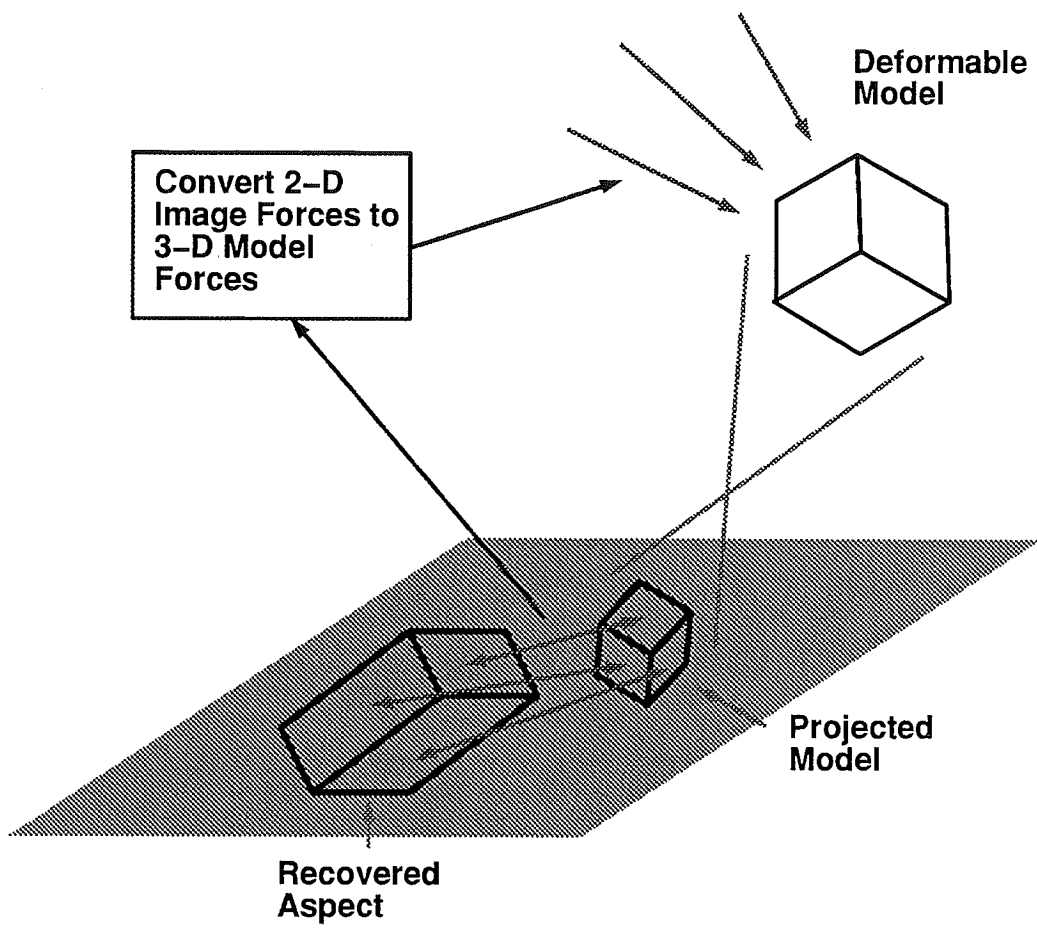 Deformable
Model
Convert 2–D
Image Forces to
3–D Model
Forces
Projected
Model
Recovered
Aspect